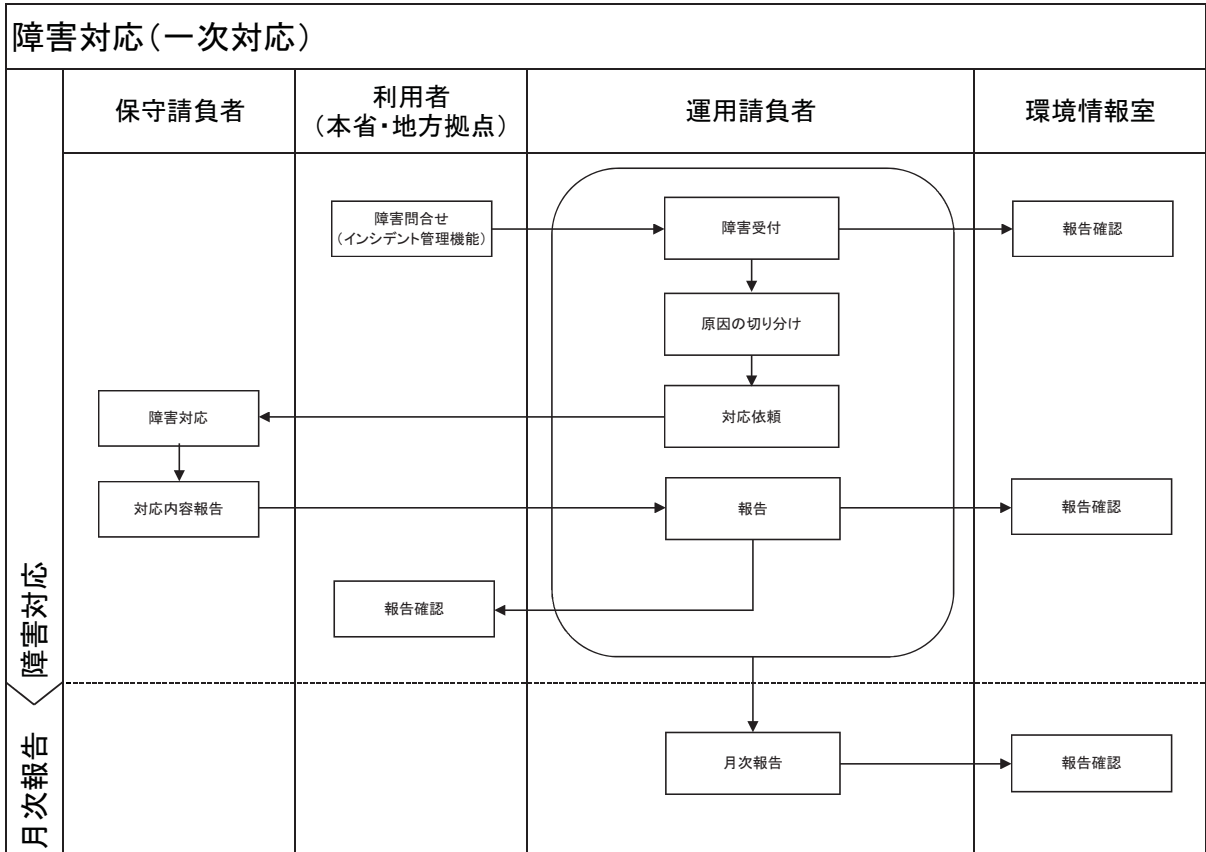 障害対応（一次対応）
保守請負者
利用者
（本省・地方拠点）
運用請負者
環境情報室
障害問合せ
（インシデント管理機能）
障害受付
報告確認
原因の切り分け
障害対応
対応依頼
対応内容報告
報告
報告確認
報告確認
障害対応
月次報告
月次報告
報告確認